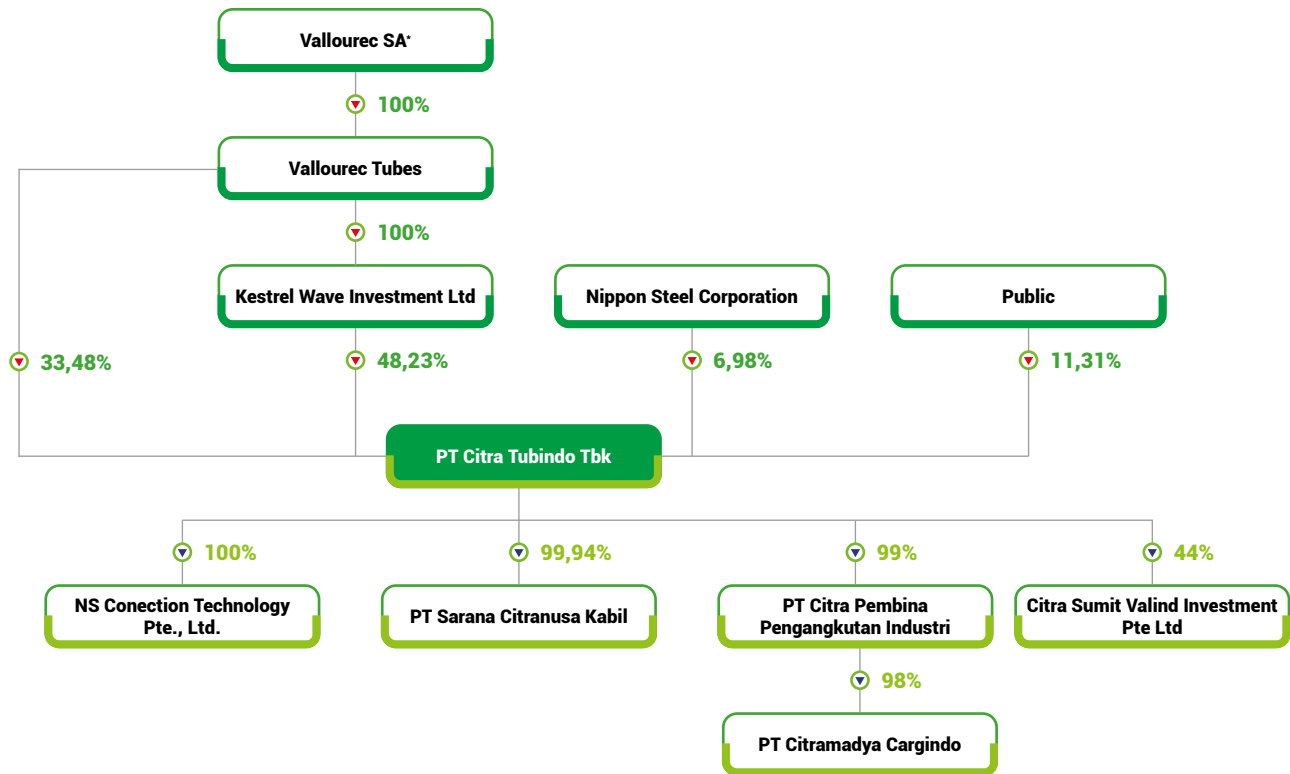 Vallourec SA*
100%
Vallourec Tubes
100%
Kestrel Wave Investment Ltd
Nippon Steel Corporation
Public
33,48%
48,23%
6,98%
11,31%
PT Citra Tubindo Tbk
100%
99,94%
99%
44%
NS Conection Technology
Pte., Ltd.
PT Sarana Citranusa Kabil
PT Citra Pembina
Pengangkutan Industri
Citra Sumit Valind Investment
Pte Ltd
98%
PT Citramadya Cargindo